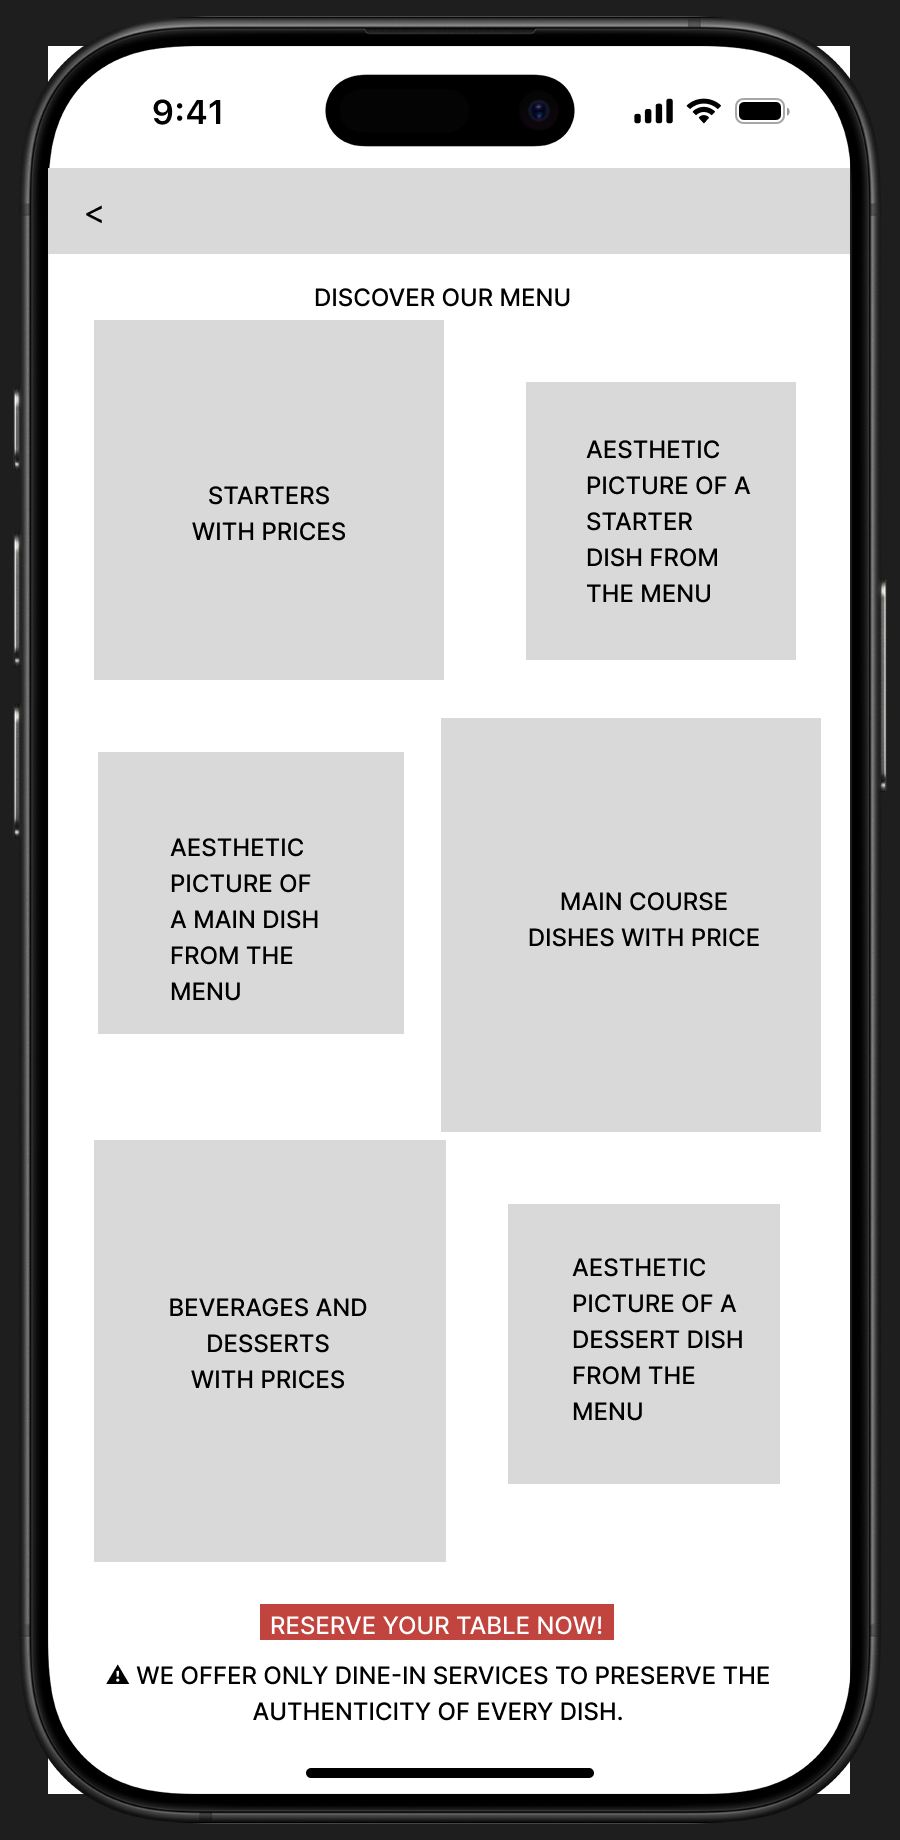 9:41
<
DISCOVER OUR MENU
STARTERS
WITH PRICES
AESTHETIC
PICTURE OF A
STARTER
DISH FROM
THE MENU
AESTHETIC
PICTURE OF
A MAIN DISH
FROM THE
MENU
MAIN COURSE
DISHES WITH PRICE
BEVERAGES AND
DESSERTS
WITH PRICES
AESTHETIC
PICTURE OF A
DESSERT DISH
FROM THE
MENU
RESERVE YOUR TABLE NOW!
⚠ WE OFFER ONLY DINE-IN SERVICES TO PRESERVE THE
AUTHENTICITY OF EVERY DISH.